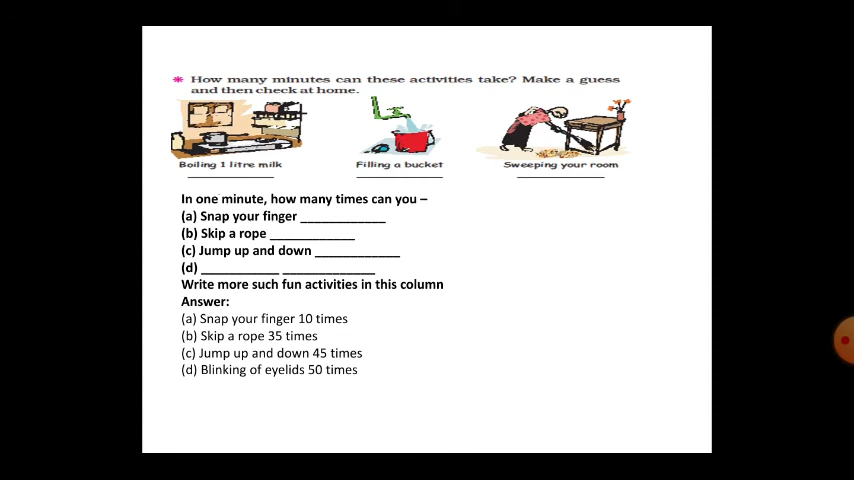 * How many minutes can these activities take? Make a guess
and then check at home.
Boiling 1 litre milk Filling a bucket Sweeping your room
In one minute, how many times can you –
(a) Snap your finger ____________
(b) Skip a rope ____________
(c) Jump up and down ____________
(d) ___________ _____________
Write more such fun activities in this column
Answer:
(a) Snap your finger 10 times
(b) Skip a rope 35 times
(c) Jump up and down 45 times
(d) Blinking of eyelids 50 times